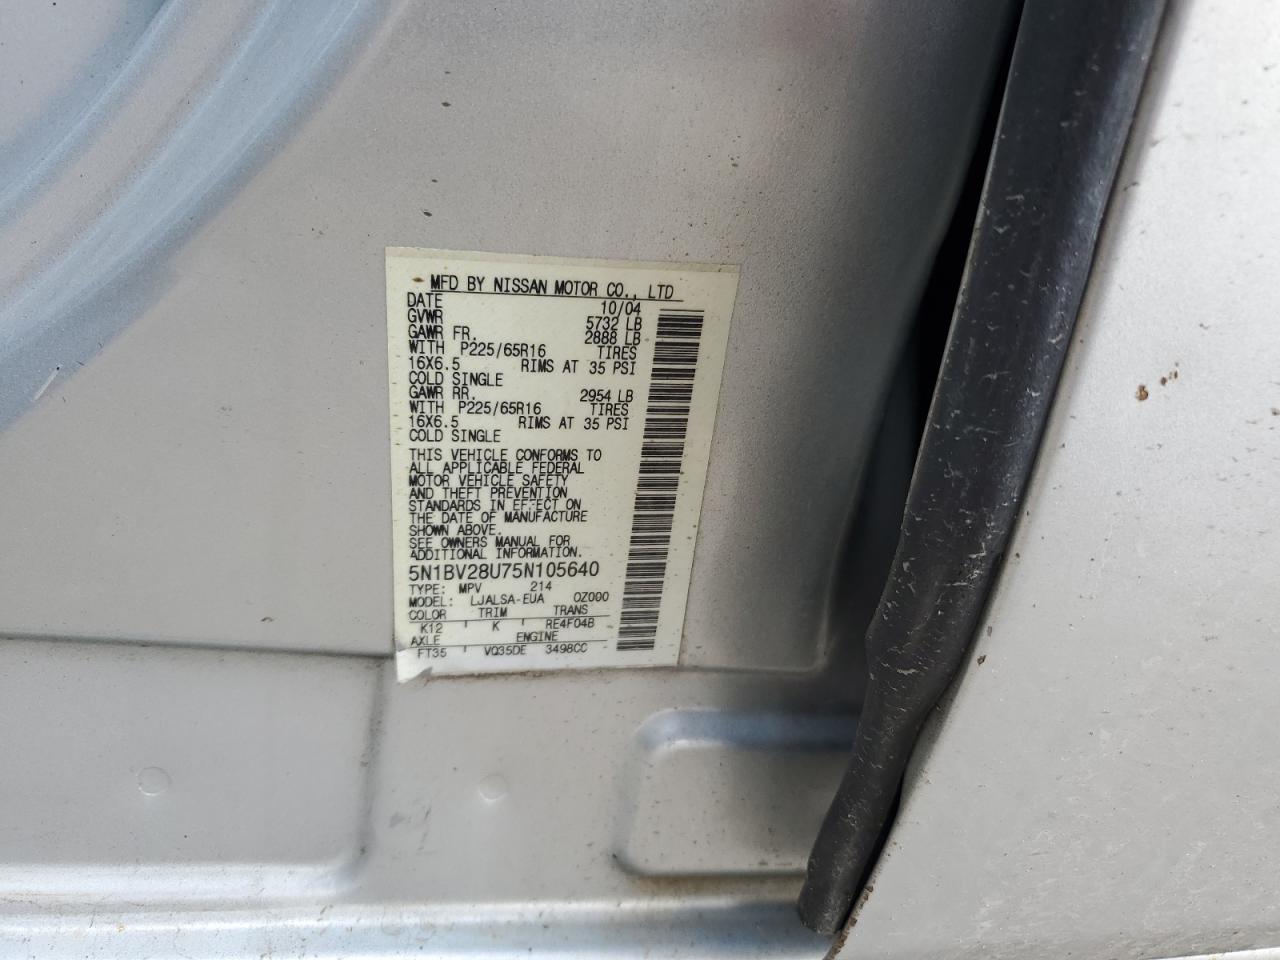 MFD BY NISSAN MOTOR CO., LTD
DATE 10/04
GVWR 5732 LB
GAWR FR. 2888 LB
WITH P225/65R16 TIRES
16X6.5 RIMS AT 35 PSI
COLD SINGLE
GAWR RR. 2954 LB
WITH P225/65R16 TIRES
16X6.5 RIMS AT 35 PSI
COLD SINGLE
THIS VEHICLE CONFORMS TO
ALL APPLICABLE FEDERAL
MOTOR VEHICLE SAFETY
AND THEFT PREVENTION
STANDARDS IN EFFECT ON
THE DATE OF MANUFACTURE
SHOWN ABOVE.
SEE OWNERS MANUAL FOR
ADDITIONAL INFORMATION.
5N1BV28U75N105640
TYPE: MPV 214
MODEL: LJALSA-EUA 0Z000
COLOR TRIM TRANS
K12 K RE4F04B
AXLE ENGINE
FT35 VQ35DE 3498CC